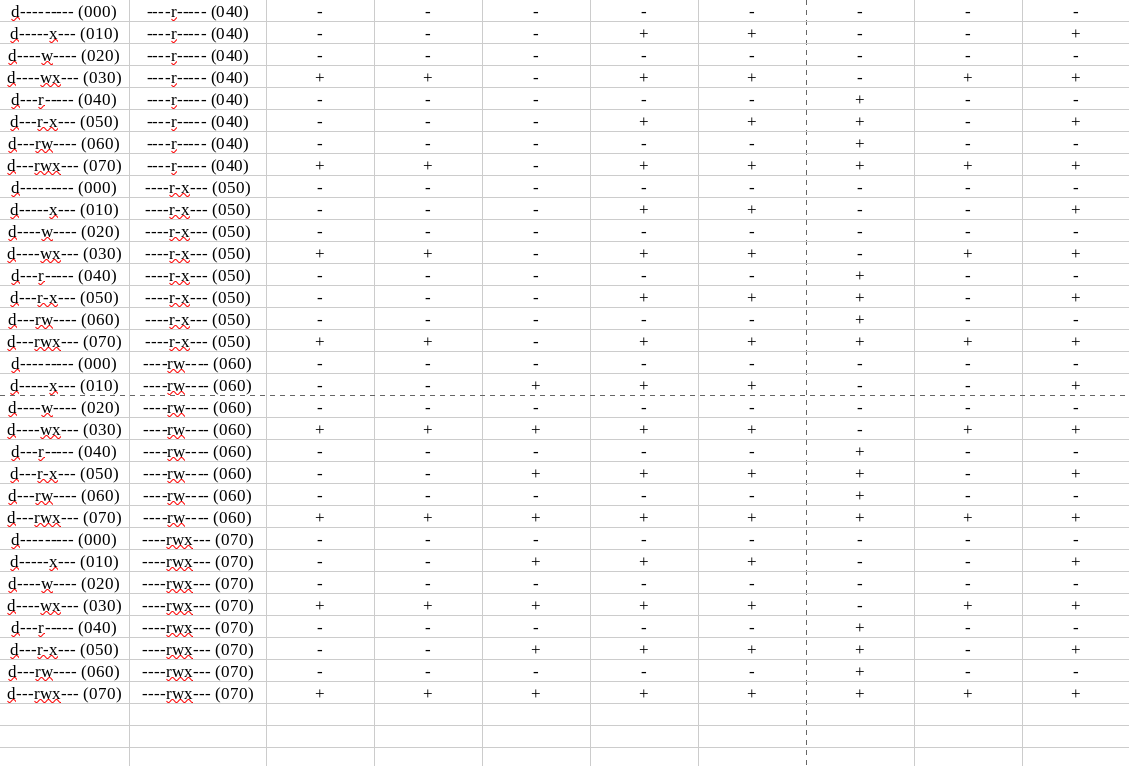 d--------- (000) ----r----- (040) - - - - - - - -
d-----x--- (010) ----r----- (040) - - - + + - - +
d----w---- (020) ----r----- (040) - - - - - - - -
d----wx--- (030) ----r----- (040) + + - + + - + +
d---r----- (040) ----r----- (040) - - - - - + - -
d---r-x--- (050) ----r----- (040) - - - + + + - +
d---rw---- (060) ----r----- (040) - - - - - + - -
d---rwx--- (070) ----r----- (040) + + - + + + + +
d--------- (000) ----r-x--- (050) - - - - - - - -
d-----x--- (010) ----r-x--- (050) - - - + + - - +
d----w---- (020) ----r-x--- (050) - - - - - - - -
d----wx--- (030) ----r-x--- (050) + + - + + - + +
d---r----- (040) ----r-x--- (050) - - - - - + - -
d---r-x--- (050) ----r-x--- (050) - - - + + + - +
d---rw---- (060) ----r-x--- (050) - - - - - + - -
d---rwx--- (070) ----r-x--- (050) + + - + + + + +
d--------- (000) ----rw---- (060) - - - - - - - -
d-----x--- (010) ----rw---- (060) - - + + + - - +
d----w---- (020) ----rw---- (060) - - - - - - - -
d----wx--- (030) ----rw---- (060) + + + + + - + +
d---r----- (040) ----rw---- (060) - - - - - + - -
d---r-x--- (050) ----rw---- (060) - - + + + + - +
d---rw---- (060) ----rw---- (060) - - - - - + - -
d---rwx--- (070) ----rw---- (060) + + + + + + + +
d--------- (000) ----rwx--- (070) - - - - - - - -
d-----x--- (010) ----rwx--- (070) - - + + + - - +
d----w---- (020) ----rwx--- (070) - - - - - - - -
d----wx--- (030) ----rwx--- (070) + + + + + - + +
d---r----- (040) ----rwx--- (070) - - - - - + - -
d---r-x--- (050) ----rwx--- (070) - - + + + + - +
d---rw---- (060) ----rwx--- (070) - - - - - + - -
d---rwx--- (070) ----rwx--- (070) + + + + + + + +